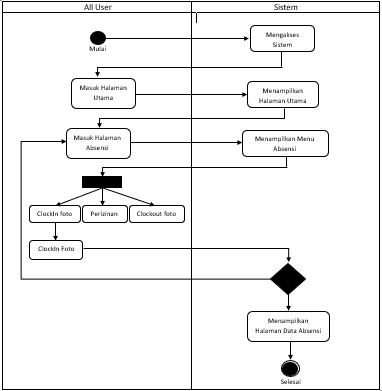 All User
Sistem
Mulai
Mengakses
Sistem
Masuk Halaman
Utama
Menampilkan
Halaman Utama
Masuk Halaman
Absensi
Menampilkan Menu
Absensi
ClockIn foto
Perizinan
Clockout foto
ClockIn Foto
Menampilkan
Halaman Data Absensi
Selesai